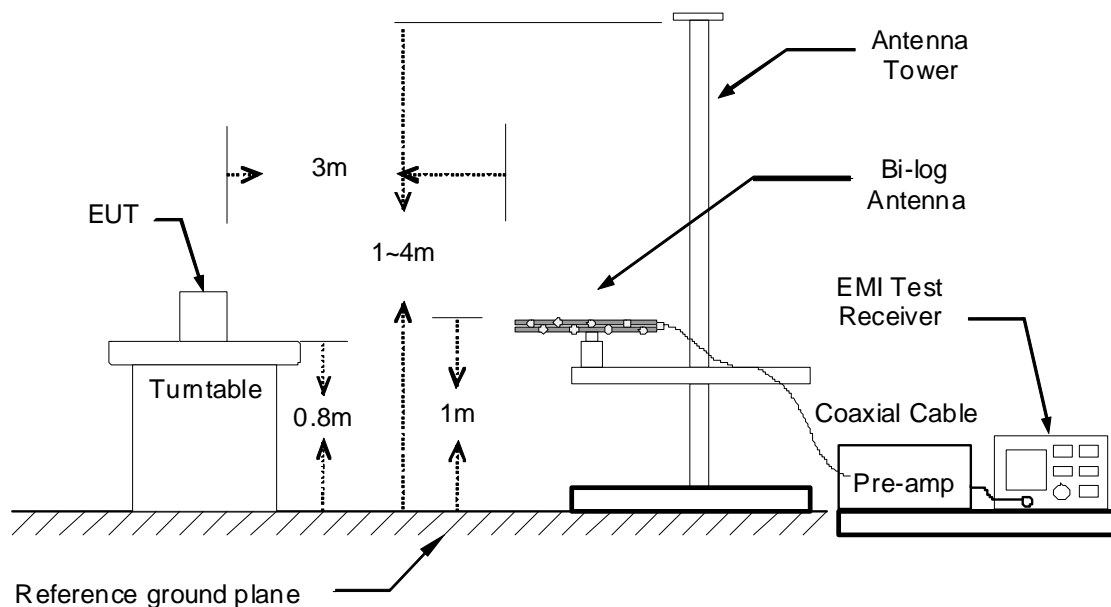 Antenna
Tower
3m
Bi-log
Antenna
EUT
1~4m
EMI Test
Receiver
Turntable
0.8m
1m
Coaxial Cable
Pre-amp
Reference ground plane